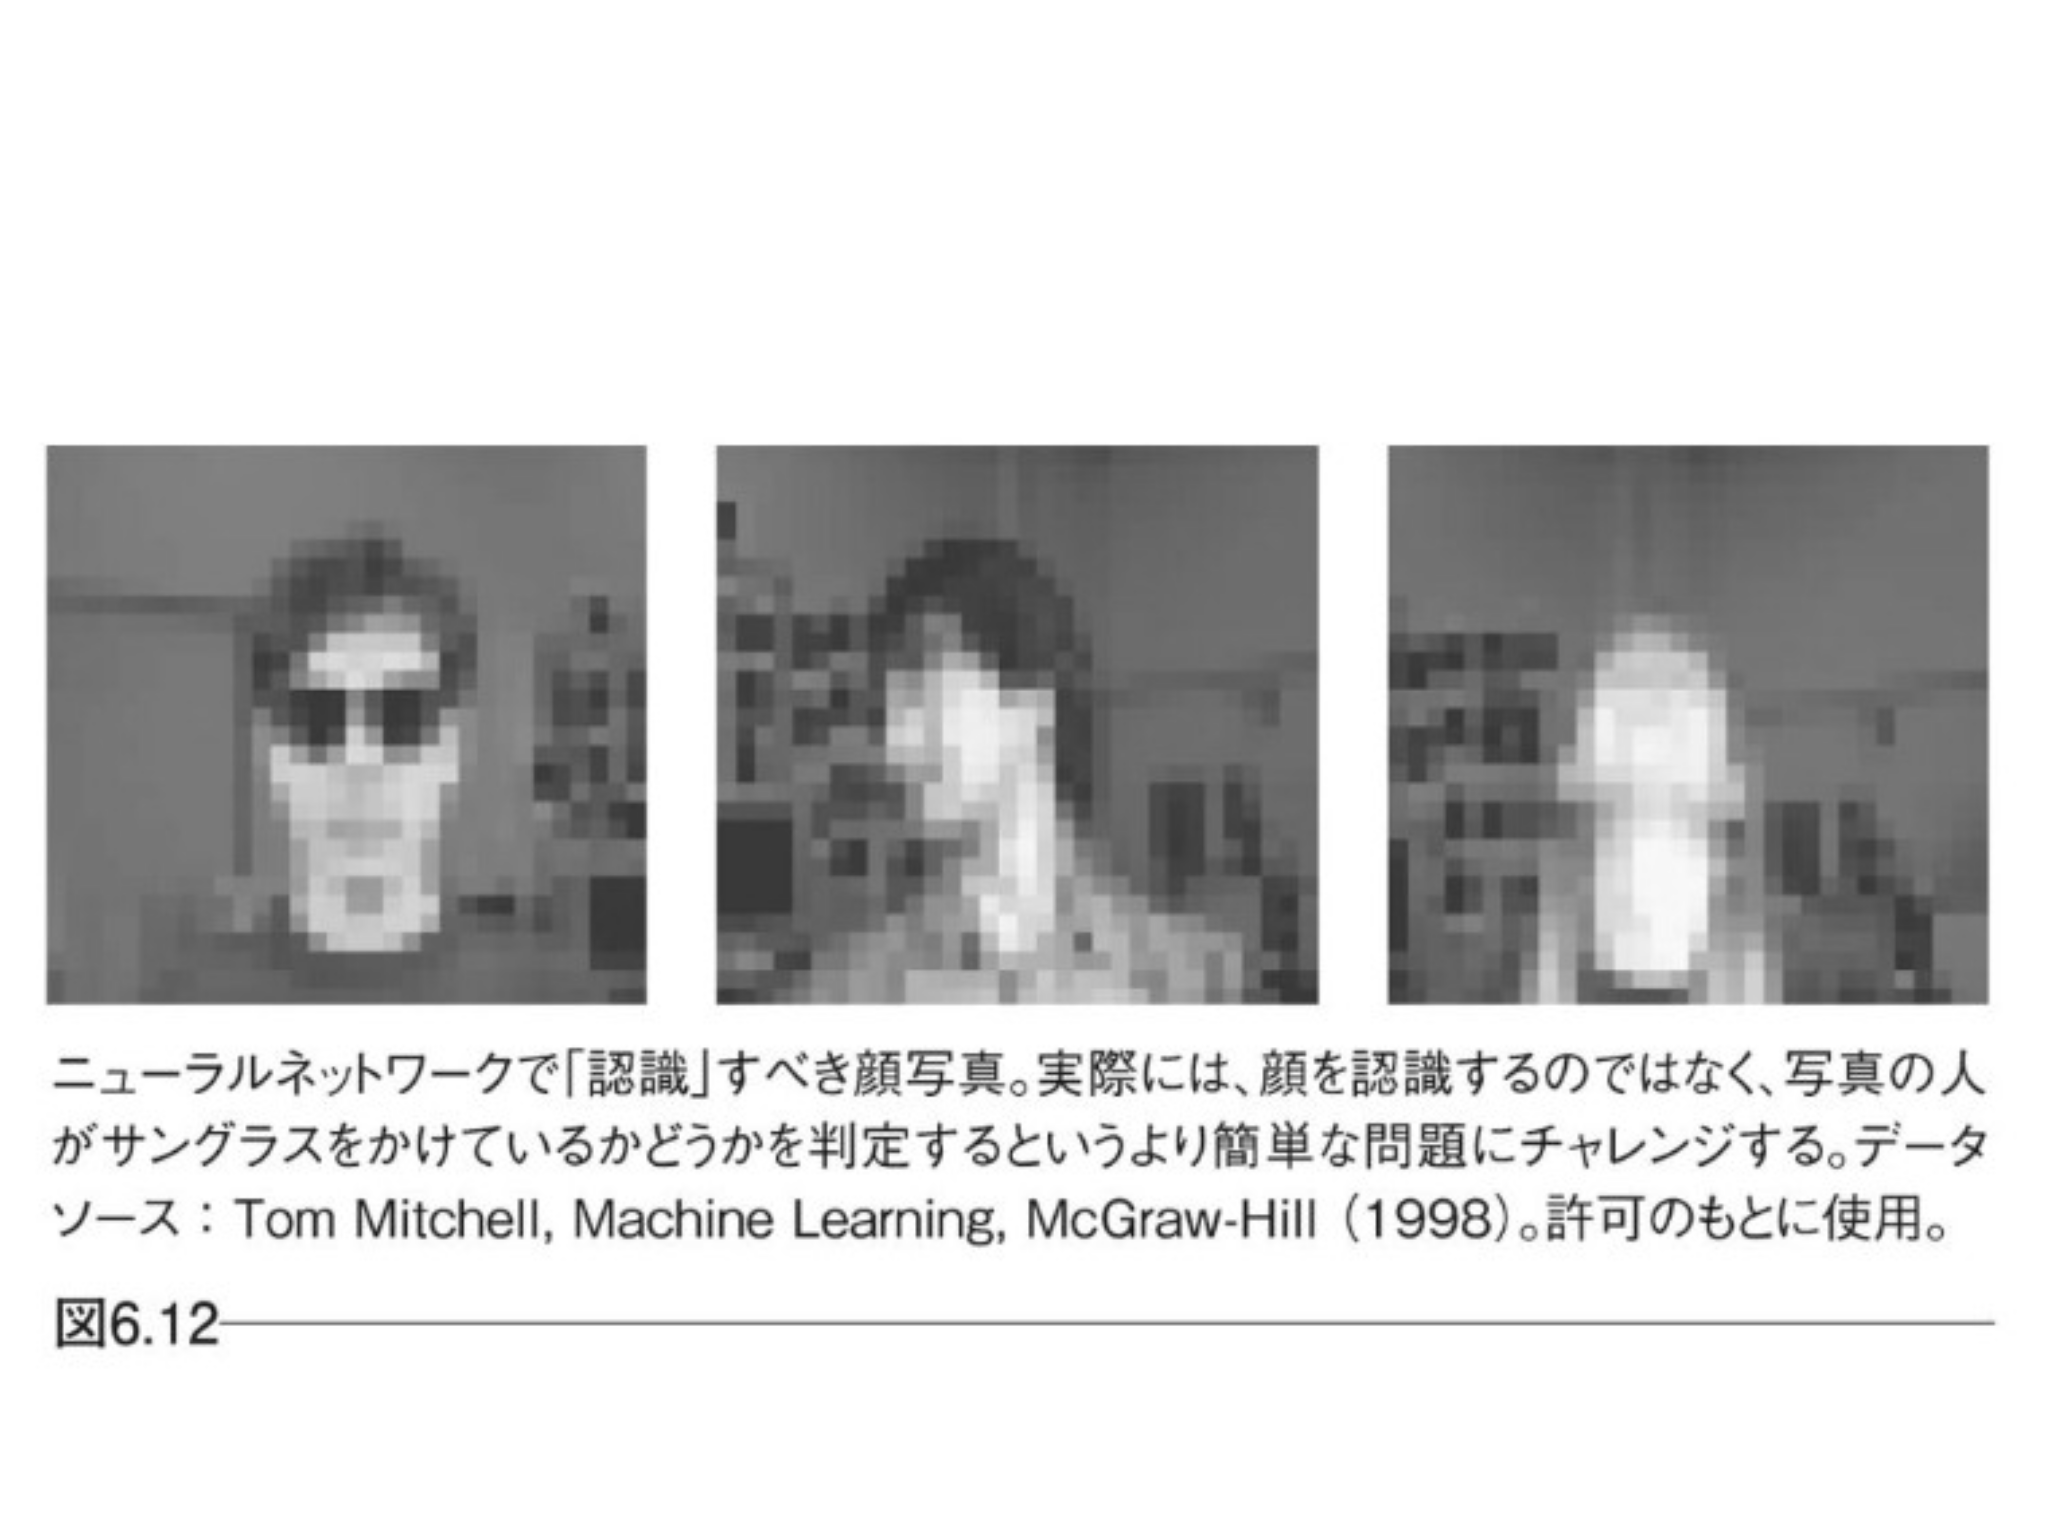 ニューラルネットワークで「認識」すべき顔写真。実際には、顔を認識するのではなく、写真の人
がサングラスをかけているかどうかを判定するというより簡単な問題にチャレンジする。データ
ソース：Tom Mitchell, Machine Learning, McGraw-Hill（1998）。許可のもとに使用。
図6.12